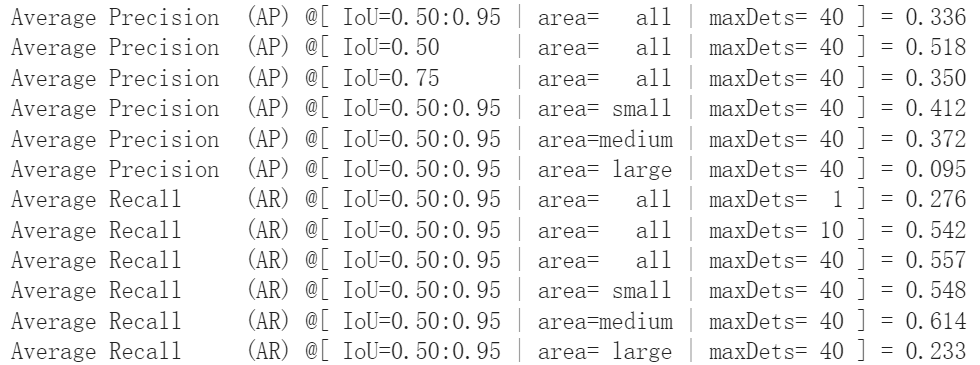 Average Precision  (AP) @[ IoU=0.50:0.95 | area=   all | maxDets= 40 ] = 0.336
Average Precision  (AP) @[ IoU=0.50      | area=   all | maxDets= 40 ] = 0.518
Average Precision  (AP) @[ IoU=0.75      | area=   all | maxDets= 40 ] = 0.350
Average Precision  (AP) @[ IoU=0.50:0.95 | area= small | maxDets= 40 ] = 0.412
Average Precision  (AP) @[ IoU=0.50:0.95 | area=medium | maxDets= 40 ] = 0.372
Average Precision  (AP) @[ IoU=0.50:0.95 | area= large | maxDets= 40 ] = 0.095
Average Recall     (AR) @[ IoU=0.50:0.95 | area=   all | maxDets=  1 ] = 0.276
Average Recall     (AR) @[ IoU=0.50:0.95 | area=   all | maxDets= 10 ] = 0.542
Average Recall     (AR) @[ IoU=0.50:0.95 | area=   all | maxDets= 40 ] = 0.557
Average Recall     (AR) @[ IoU=0.50:0.95 | area= small | maxDets= 40 ] = 0.548
Average Recall     (AR) @[ IoU=0.50:0.95 | area=medium | maxDets= 40 ] = 0.614
Average Recall     (AR) @[ IoU=0.50:0.95 | area= large | maxDets= 40 ] = 0.233